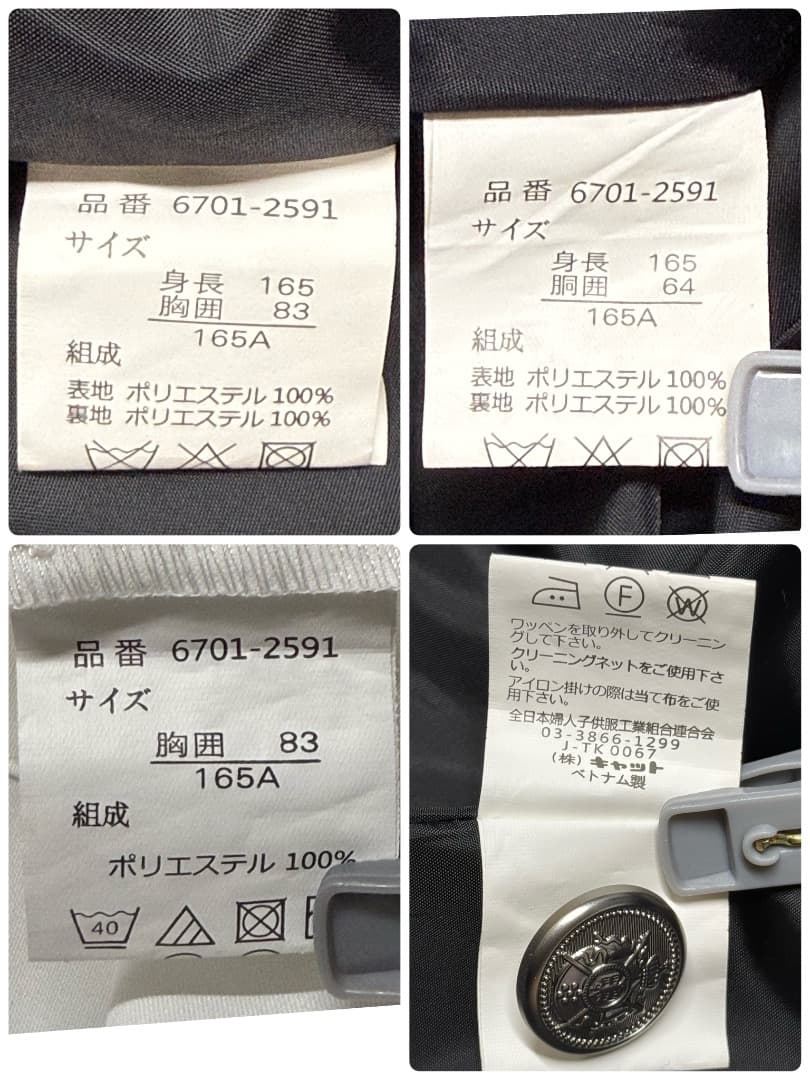 品番 6701-2591
サイズ
身長 165
胸囲 83
165A
組成
表地 ポリエステル 100%
裏地 ポリエステル 100%
品番 6701-2591
サイズ
身長 165
胴囲 64
165A
組成
表地 ポリエステル 100%
裏地 ポリエステル 100%
品番 6701-2591
サイズ
胸囲 83
165A
組成
ポリエステル 100%
40
F W
ワッペンを取り外してクリーニン
グして下さい。
クリーニングネットをご使用下さ
い。
アイロン掛けの際は当て布をご使
用下さい。
全日本婦人子供服工業組合連合会
03-3866-1299
J-TK0067
(株) キャット
ベトナム製